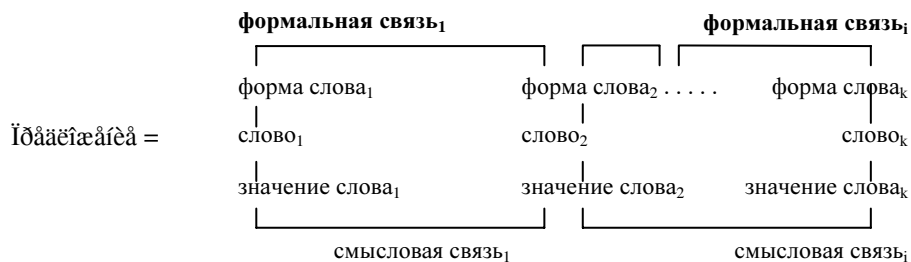 формальная связь₁ формальная связьᵢ
форма слова₁ форма слова₂ . . . . . форма словаₖ
Ïðåäëîæåíèå = слово₁ слово₂ словоₖ
значение слова₁ значение слова₂ значение словаₖ
смысловая связь₁ смысловая связьᵢ